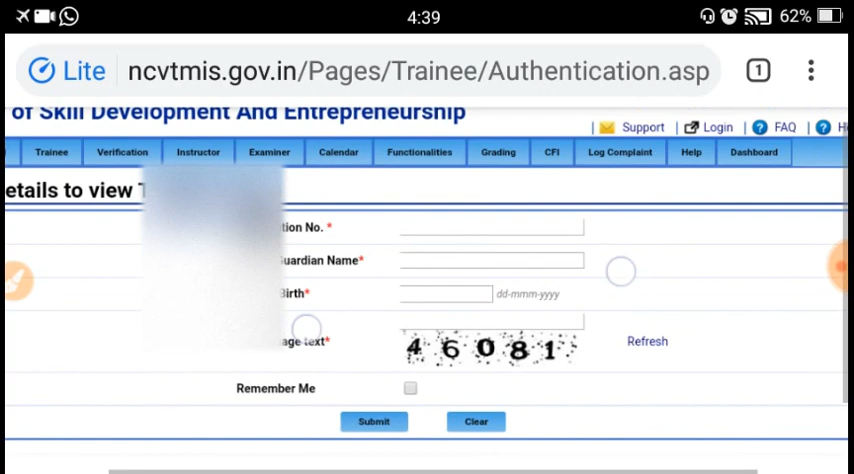 4:39
62%
Lite ncvtmis.gov.in/Pages/Trainee/Authentication.asp 1
of Skill Development And Entrepreneurship
| Support | Login | ? FAQ | ?
Trainee Verification Instructor Examiner Calendar Functionalities Grading CFI Log Complaint Help Dashboard
etails to view
tion No. *
uardian Name*
Birth* dd-mmm-yyyy
age text* 46081 Refresh
Remember Me
Submit Clear